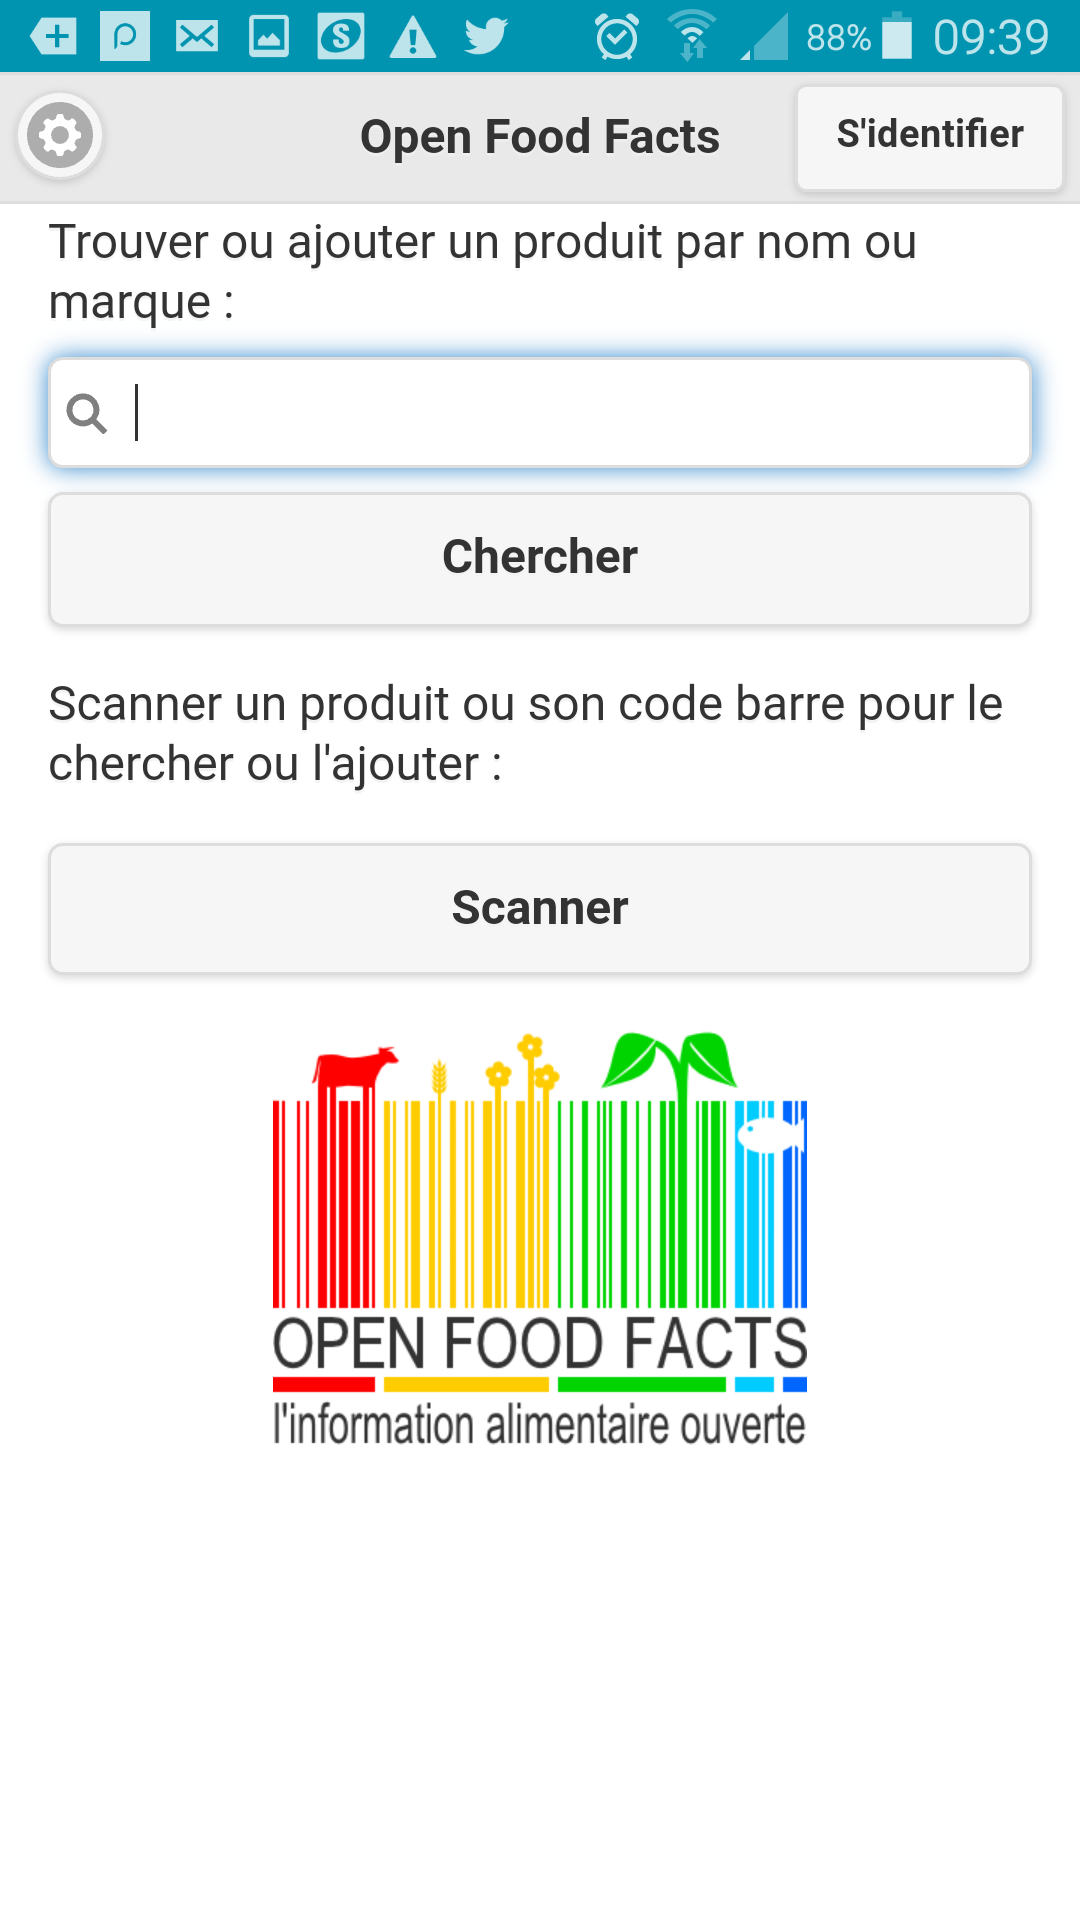 88% 09:39
Open Food Facts
S'identifier
Trouver ou ajouter un produit par nom ou
marque :
Chercher
Scanner un produit ou son code barre pour le
chercher ou l'ajouter :
Scanner
OPEN FOOD FACTS
l'information alimentaire ouverte